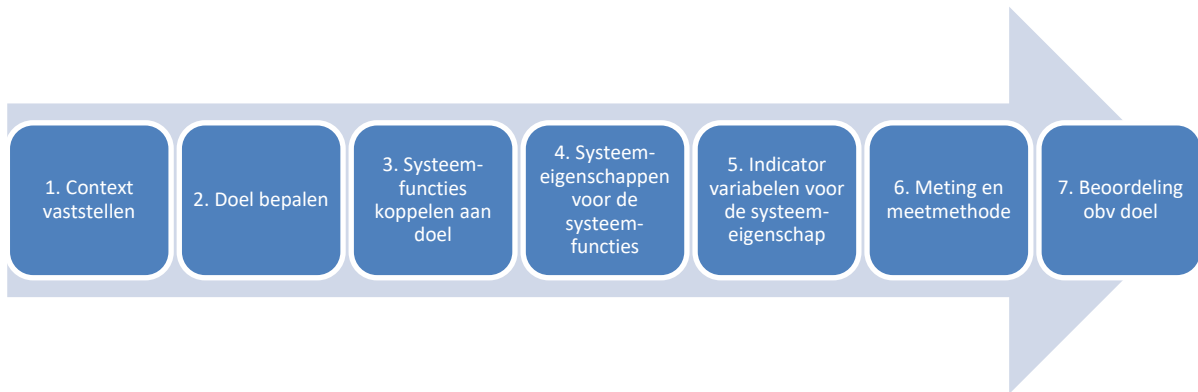 1. Context
vaststellen
2. Doel bepalen
3. Systeem-
functies
koppelen aan
doel
4. Systeem-
eigenschappen
voor de
systeem-
functies
5. Indicator
variabelen voor
de systeem-
eigenschap
6. Meting en
meetmethode
7. Beoordeling
obv doel